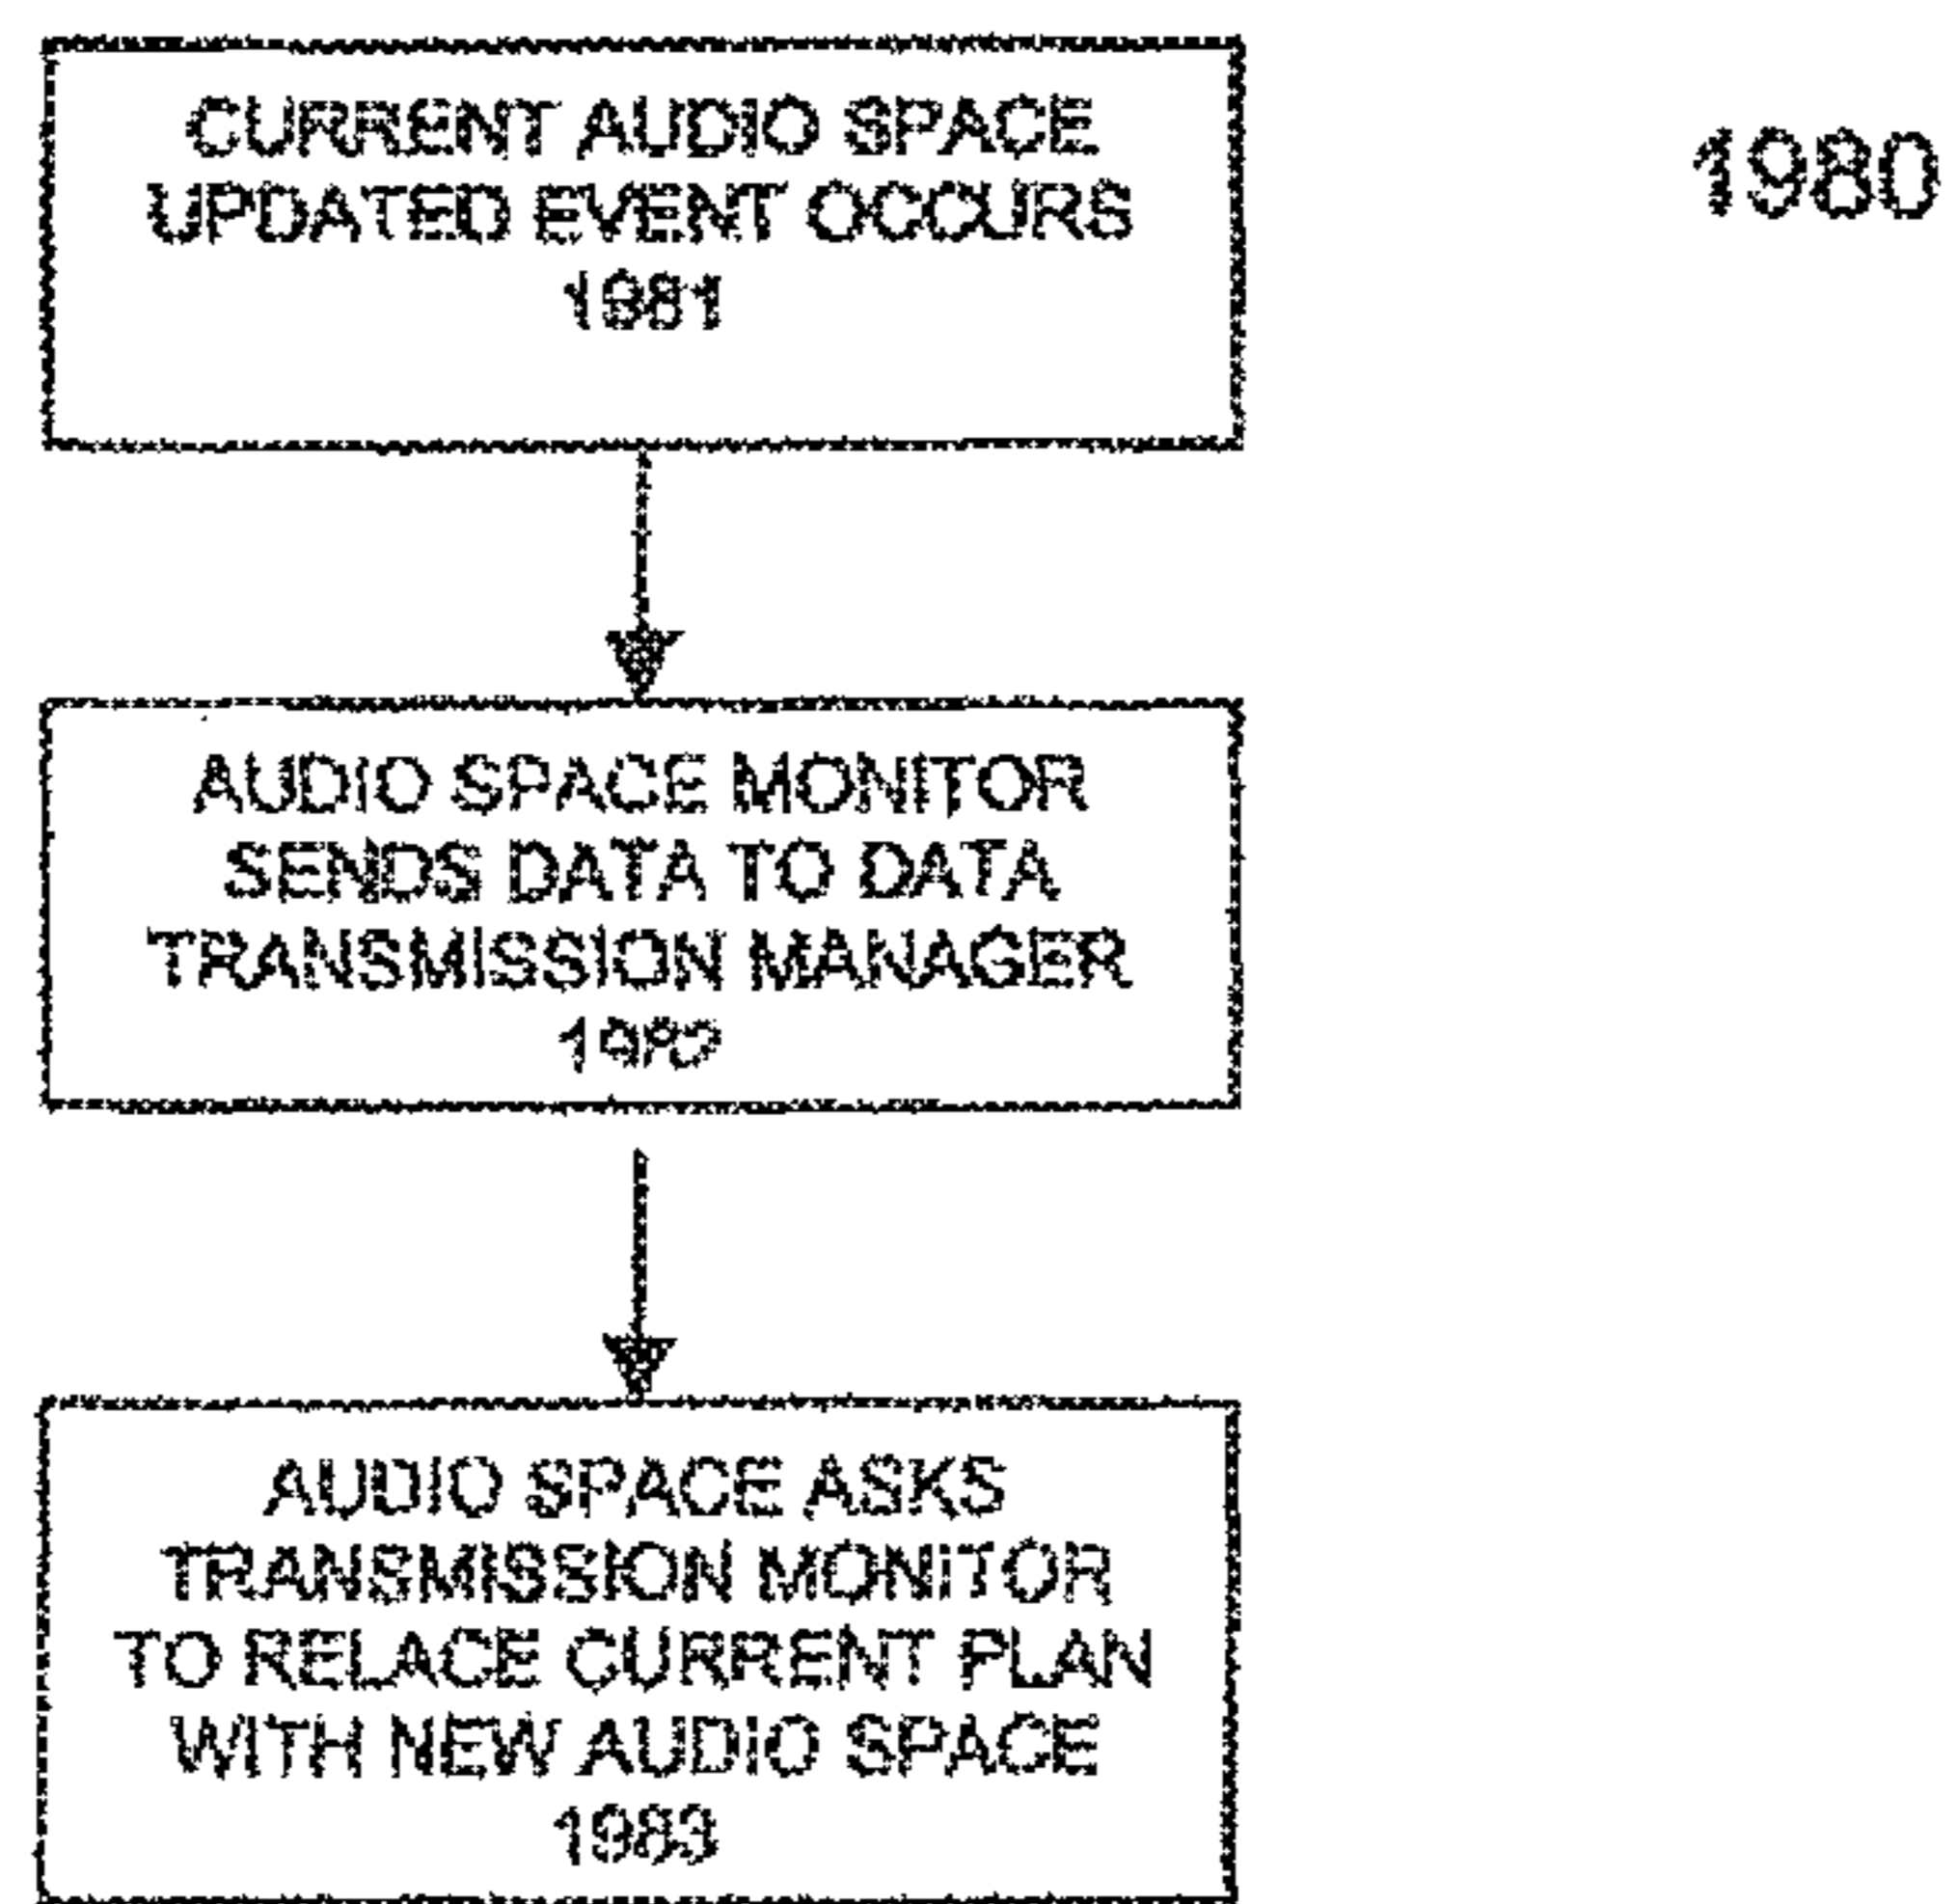 CURRENT AUDIO SPACE
UPDATED EVENT OCCURS
1981
1980
AUDIO SPACE MONITOR
SENDS DATA TO DATA
TRANSMISSION MANAGER
1982
AUDIO SPACE ASKS
TRANSMISSION MONITOR
TO RELACE CURRENT PLAN
WITH NEW AUDIO SPACE
1983